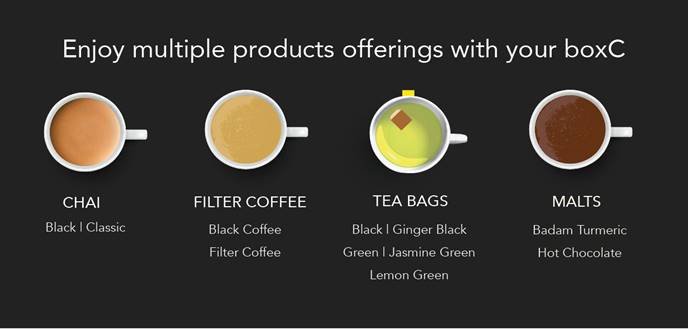 Enjoy multiple products offerings with your boxC
CHAI
Black | Classic
FILTER COFFEE
Black Coffee
Filter Coffee
TEA BAGS
Black | Ginger Black
Green | Jasmine Green
Lemon Green
MALTS
Badam Turmeric
Hot Chocolate